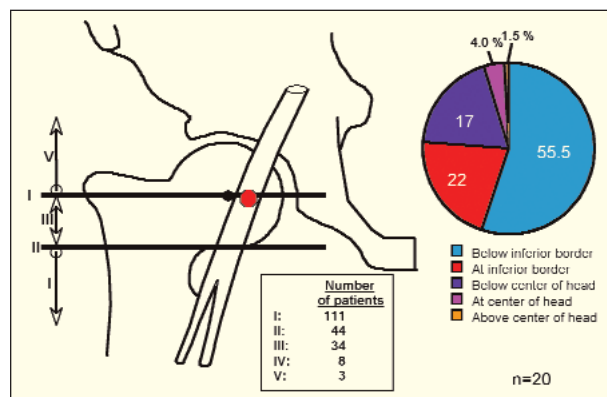 4.0 %
1.5 %
17
55.5
22
V
I
III
II
I
Below inferior border
At inferior border
Below center of head
At center of head
Above center of head
Number
of patients
I: 111
II: 44
III: 34
IV: 8
V: 3
n=20